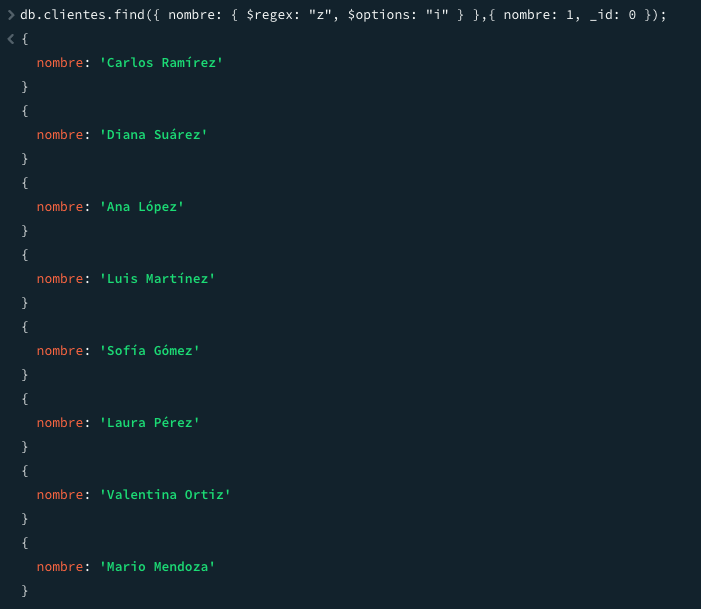 db.clientes.find({ nombre: { $regex: "z", $options: "i" } },{ nombre: 1, _id: 0 });
{
nombre: 'Carlos Ramírez'
}
{
nombre: 'Diana Suárez'
}
{
nombre: 'Ana López'
}
{
nombre: 'Luis Martínez'
}
{
nombre: 'Sofía Gómez'
}
{
nombre: 'Laura Pérez'
}
{
nombre: 'Valentina Ortiz'
}
{
nombre: 'Mario Mendoza'
}